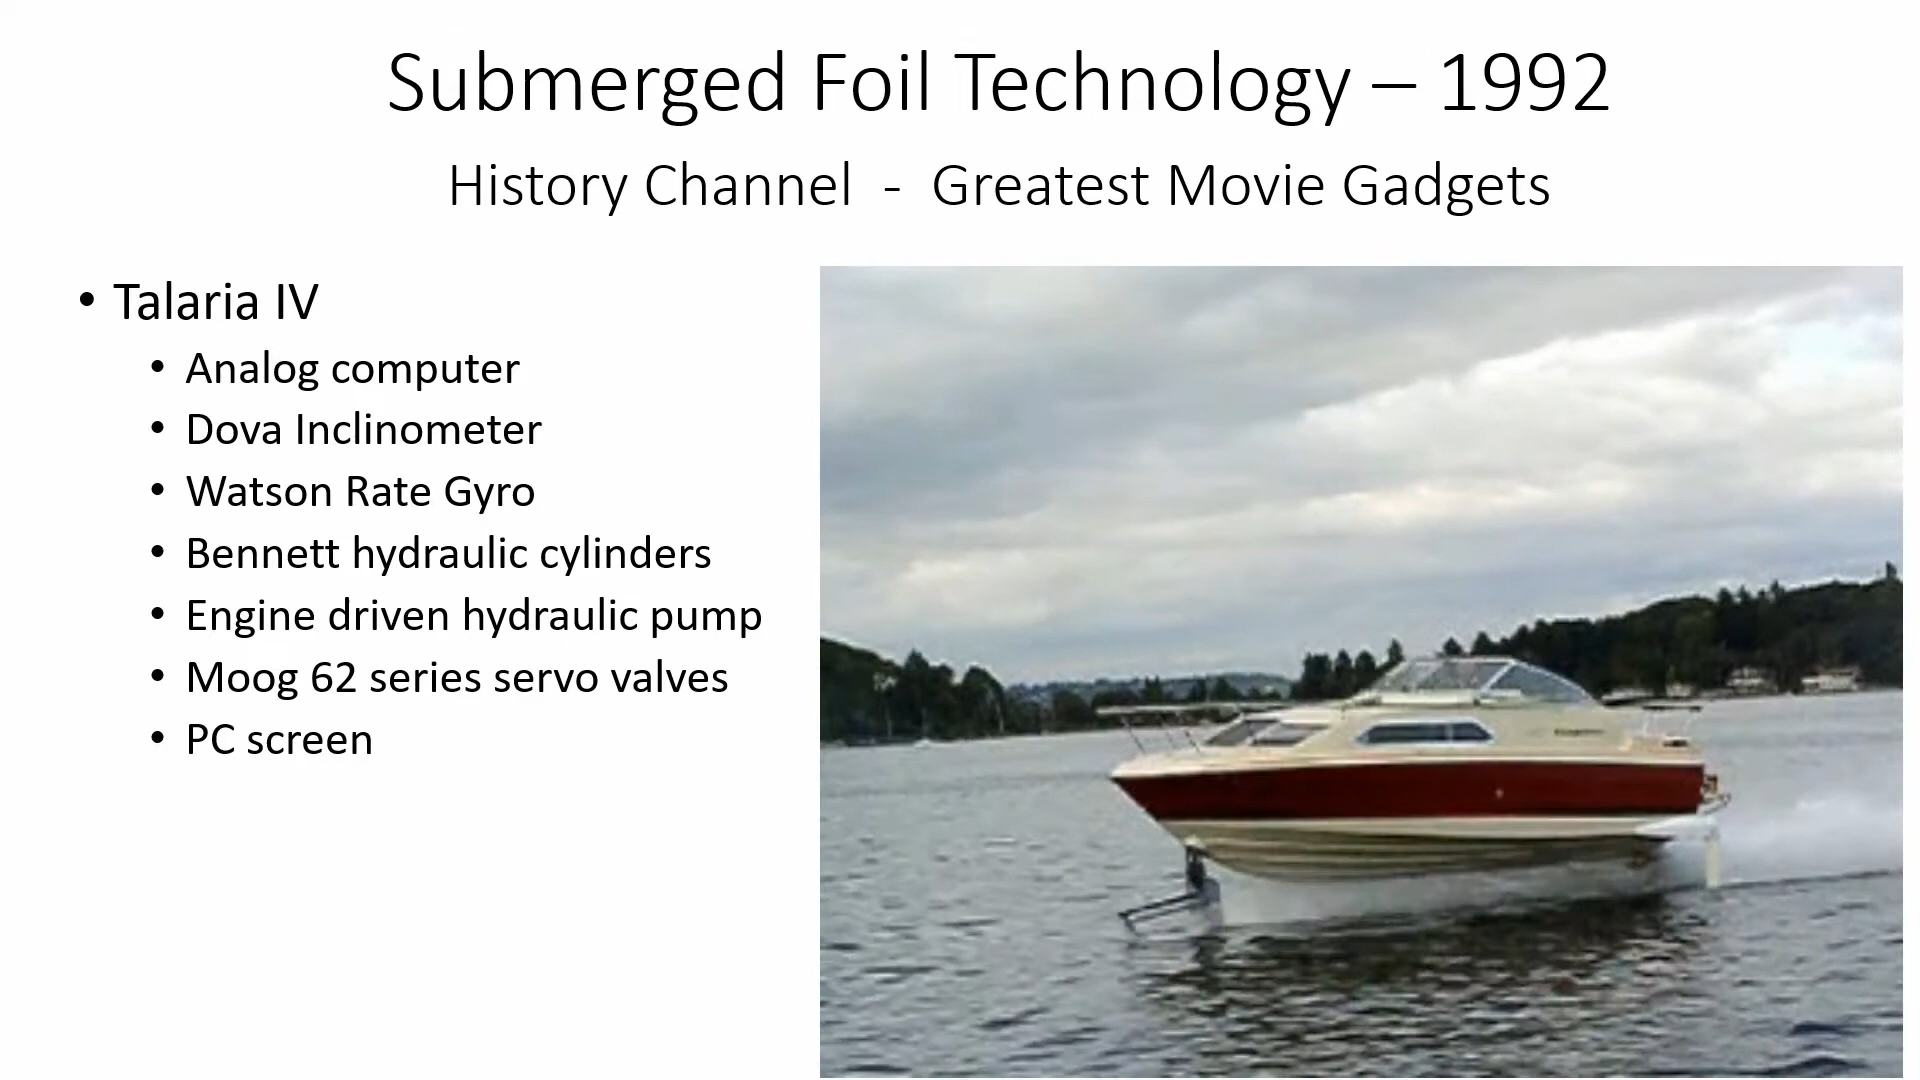 Submerged Foil Technology – 1992
History Channel - Greatest Movie Gadgets
• Talaria IV
• Analog computer
• Dova Inclinometer
• Watson Rate Gyro
• Bennett hydraulic cylinders
• Engine driven hydraulic pump
• Moog 62 series servo valves
• PC screen